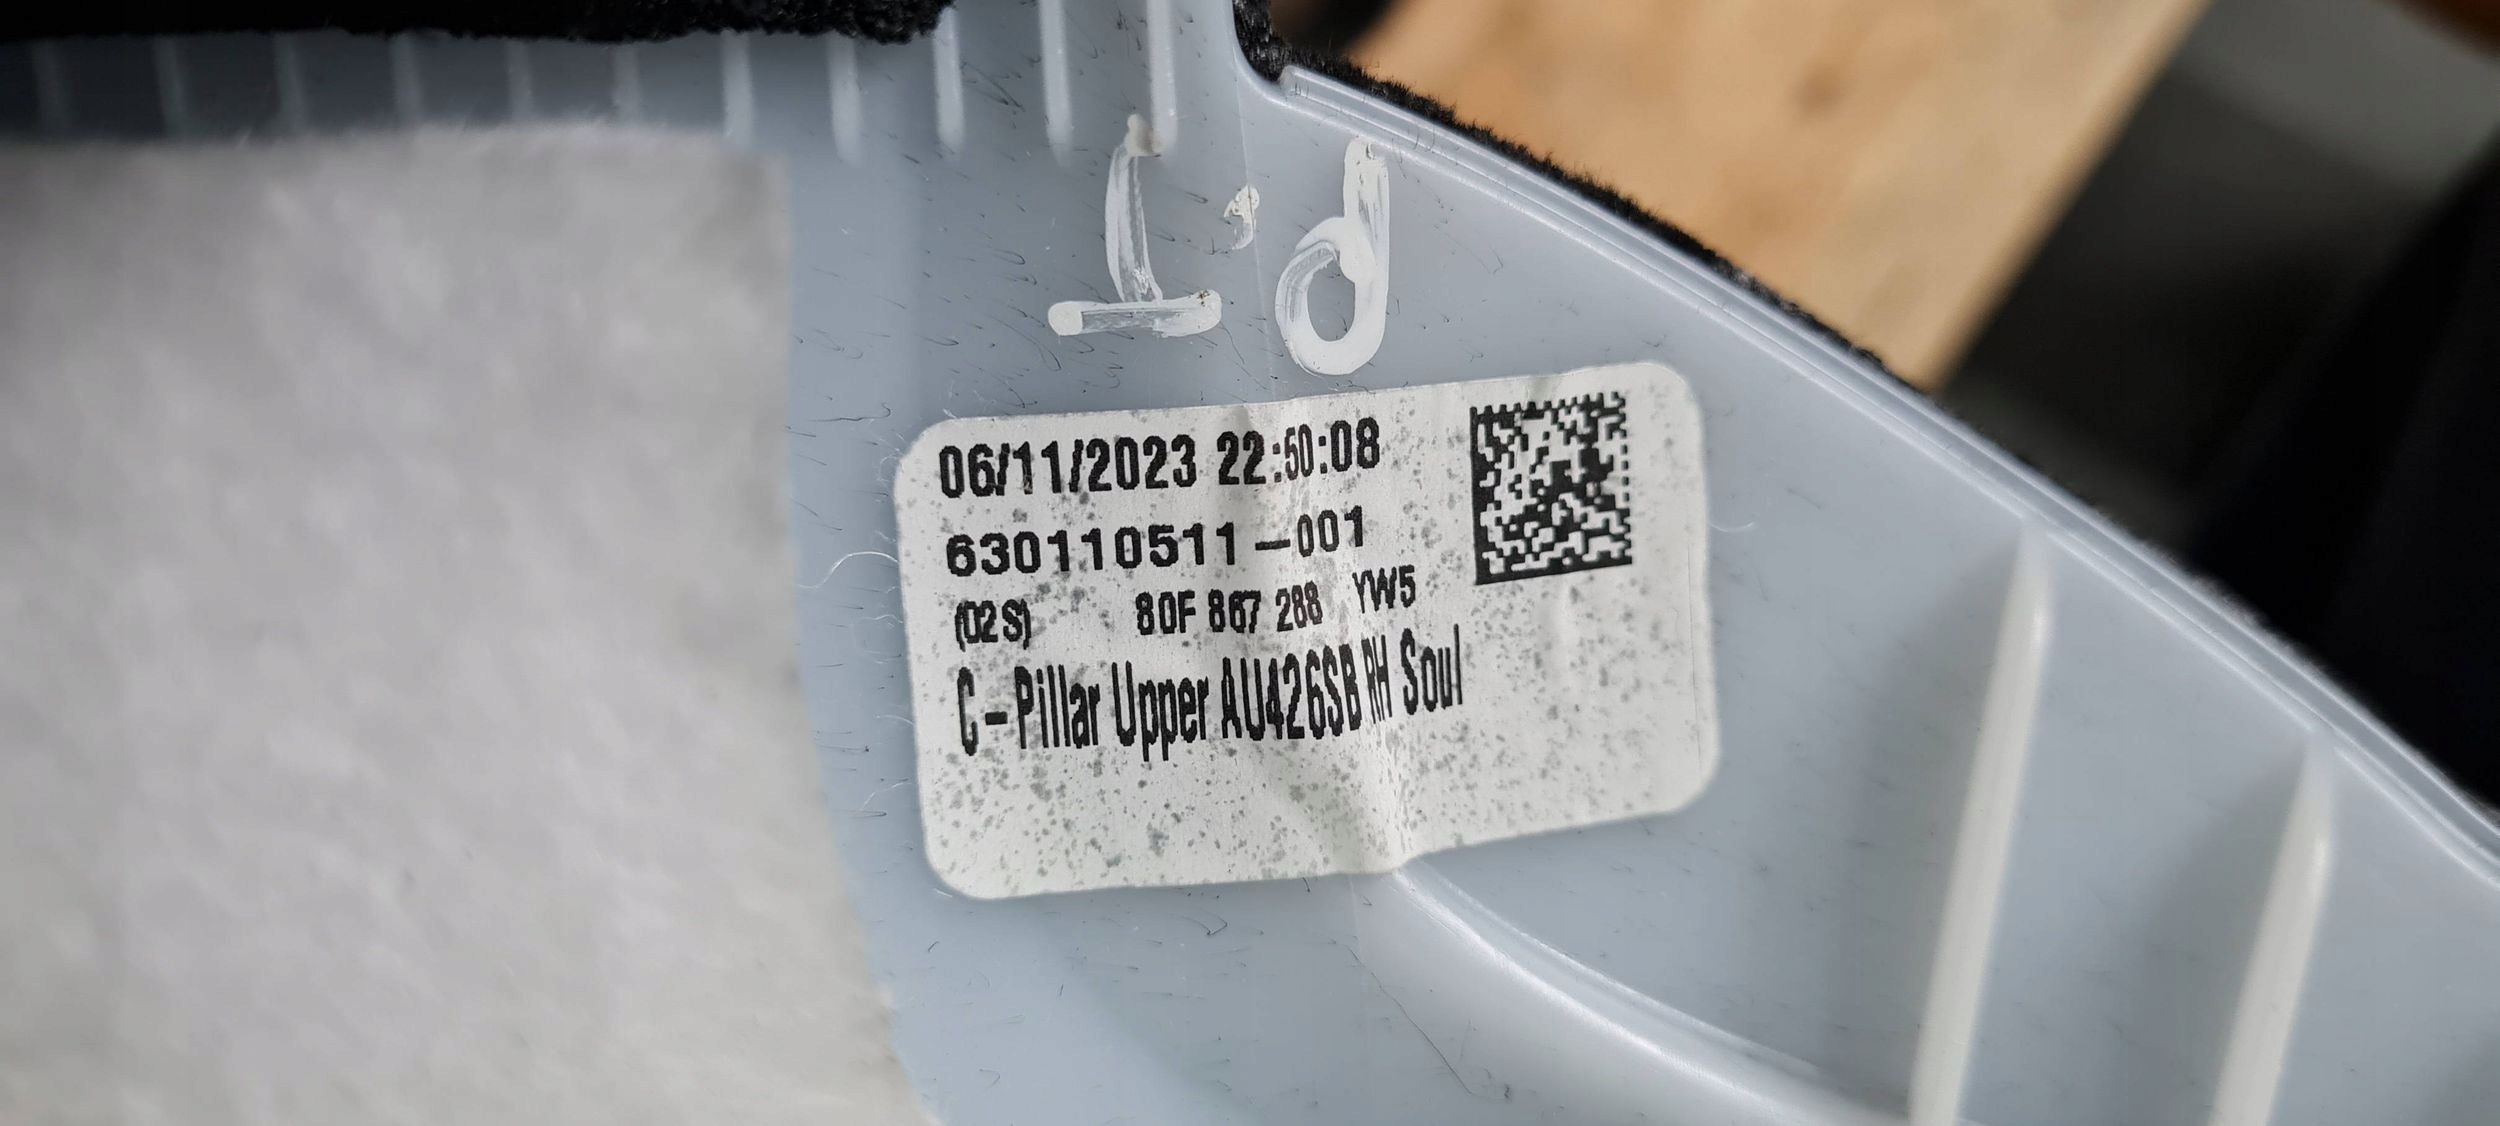 06/11/2023 22:50:08
630110511-001
(02S) 80F 867 288 YW5
C-Pillar Upper AU426SB RH Soul